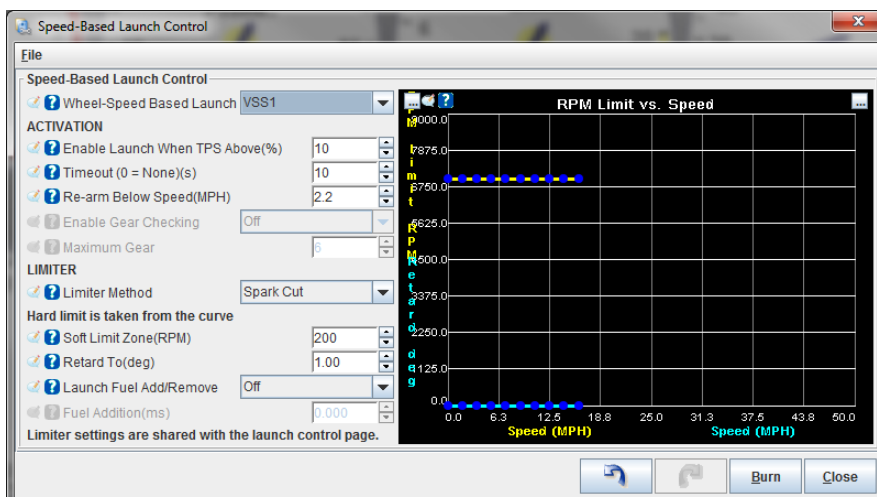 Speed-Based Launch Control
File
Speed-Based Launch Control
Wheel-Speed Based Launch VSS1
ACTIVATION
Enable Launch When TPS Above(%) 10
Timeout (0 = None)(s) 10
Re-arm Below Speed(MPH) 2.2
Enable Gear Checking Off
Maximum Gear 6
LIMITER
Limiter Method Spark Cut
Hard limit is taken from the curve
Soft Limit Zone(RPM) 200
Retard To(deg) 1.00
Launch Fuel Add/Remove Off
Fuel Addition(ms) 0.000
Limiter settings are shared with the launch control page.
... RPM Limit vs. Speed ...
9000.0
7875.0
6750.0
5625.0
4500.0
3375.0
2250.0
1125.0
0.0
RPM Limit RPM
Retard deg
0.0 6.3 12.5 18.8 25.0 31.3 37.5 43.8 50.0
Speed (MPH) Speed (MPH)
Burn Close